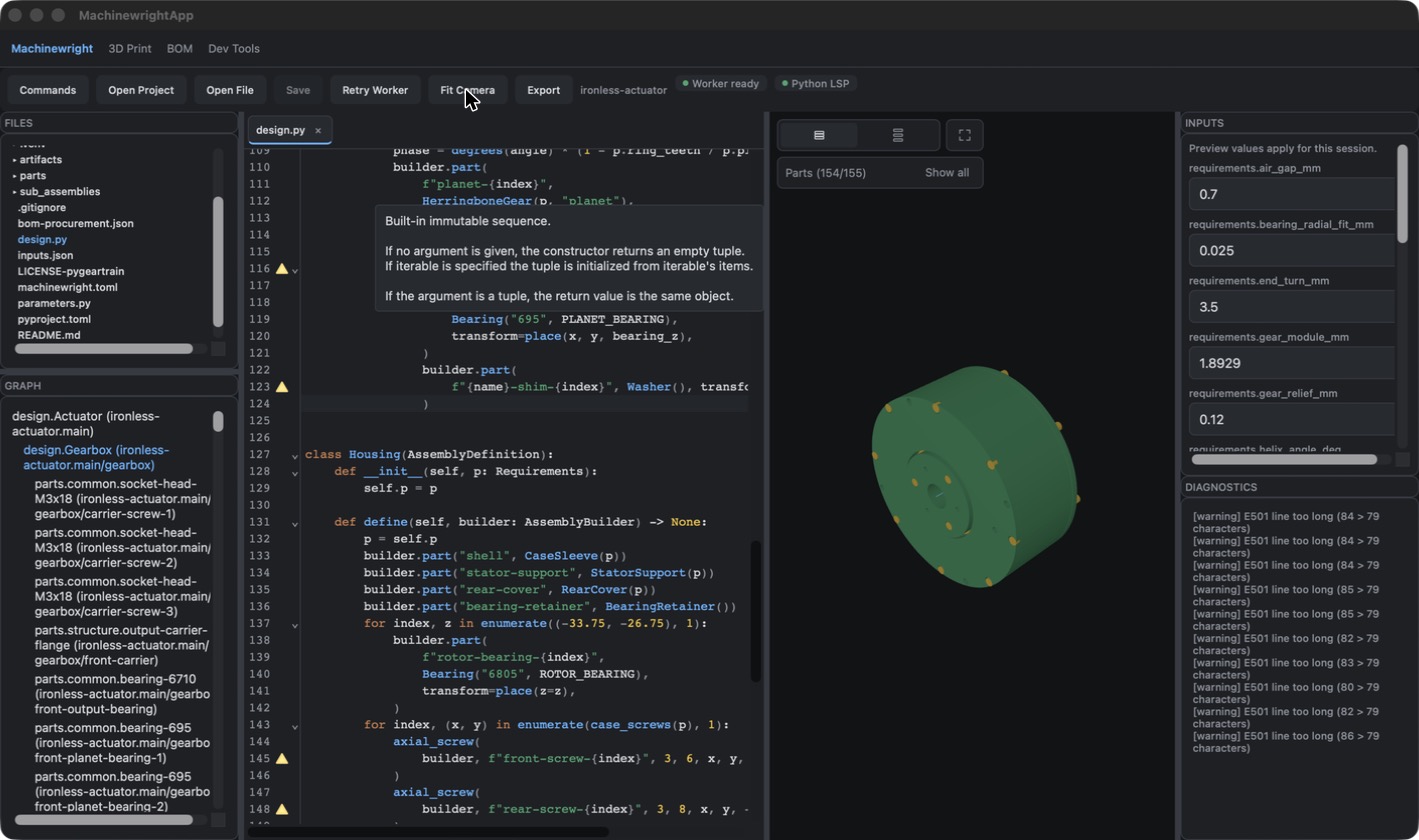 MachinewrightApp
Machinewright 3D Print BOM Dev Tools
Commands Open Project Open File Save Retry Worker Fit Camera Export ironless-actuator Worker ready Python LSP
FILES
artifacts
parts
sub_assemblies
.gitignore
bom-procurement.json
design.py
inputs.json
LICENSE-pygeartrain
machinewright.toml
parameters.py
pyproject.toml
README.md
GRAPH
design.Actuator (ironless-
actuator.main)
design.Gearbox (ironless-
actuator.main/gearbox)
parts.common.socket-head-
M3x18 (ironless-actuator.main/
gearbox/carrier-screw-1)
parts.common.socket-head-
M3x18 (ironless-actuator.main/
gearbox/carrier-screw-2)
parts.common.socket-head-
M3x18 (ironless-actuator.main/
gearbox/carrier-screw-3)
parts.structure.output-carrier-
flange (ironless-actuator.main/
gearbox/front-carrier)
parts.common.bearing-6710
(ironless-actuator.main/gearbo
front-output-bearing)
parts.common.bearing-695
(ironless-actuator.main/gearbo
front-planet-bearing-1)
parts.common.bearing-695
(ironless-actuator.main/gearbo
front-planet-bearing-2)
design.py ×
109 phase = degrees(angle) * (1 - p.ring_teeth / p.p
110 builder.part(
111 f"planet-{index}",
112 HerringboneGear(p, "planet"),
113
114
115
116
117
118
Built-in immutable sequence.
If no argument is given, the constructor returns an empty tuple.
If iterable is specified the tuple is initialized from iterable's items.
If the argument is a tuple, the return value is the same object.
119 Bearing("695", PLANET_BEARING),
120 transform=place(x, y, bearing_z),
121 )
122 builder.part(
123 f"{name}-shim-{index}", Washer(), transfo
124 )
125
126
127 class Housing(AssemblyDefinition):
128 def __init__(self, p: Requirements):
129 self.p = p
130
131 def define(self, builder: AssemblyBuilder) -> None:
132 p = self.p
133 builder.part("shell", CaseSleeve(p))
134 builder.part("stator-support", StatorSupport(p))
135 builder.part("rear-cover", RearCover(p))
136 builder.part("bearing-retainer", BearingRetainer())
137 for index, z in enumerate((-33.75, -26.75), 1):
138 builder.part(
139 f"rotor-bearing-{index}",
140 Bearing("6805", ROTOR_BEARING),
141 transform=place(z=z),
142 )
143 for index, (x, y) in enumerate(case_screws(p), 1):
144 axial_screw(
145 builder, f"front-screw-{index}", 3, 6, x, y,
146 )
147 axial_screw(
148 builder, f"rear-screw-{index}", 3, 8, x, y, -
Parts (154/155) Show all
INPUTS
Preview values apply for this session.
requirements.air_gap_mm
0.7
requirements.bearing_radial_fit_mm
0.025
requirements.end_turn_mm
3.5
requirements.gear_module_mm
1.8929
requirements.gear_relief_mm
0.12
requirements.helix_angle_deg
DIAGNOSTICS
[warning] E501 line too long (84 > 79
characters)
[warning] E501 line too long (84 > 79
characters)
[warning] E501 line too long (84 > 79
characters)
[warning] E501 line too long (85 > 79
characters)
[warning] E501 line too long (85 > 79
characters)
[warning] E501 line too long (82 > 79
characters)
[warning] E501 line too long (83 > 79
characters)
[warning] E501 line too long (80 > 79
characters)
[warning] E501 line too long (82 > 79
characters)
[warning] E501 line too long (86 > 79
characters)